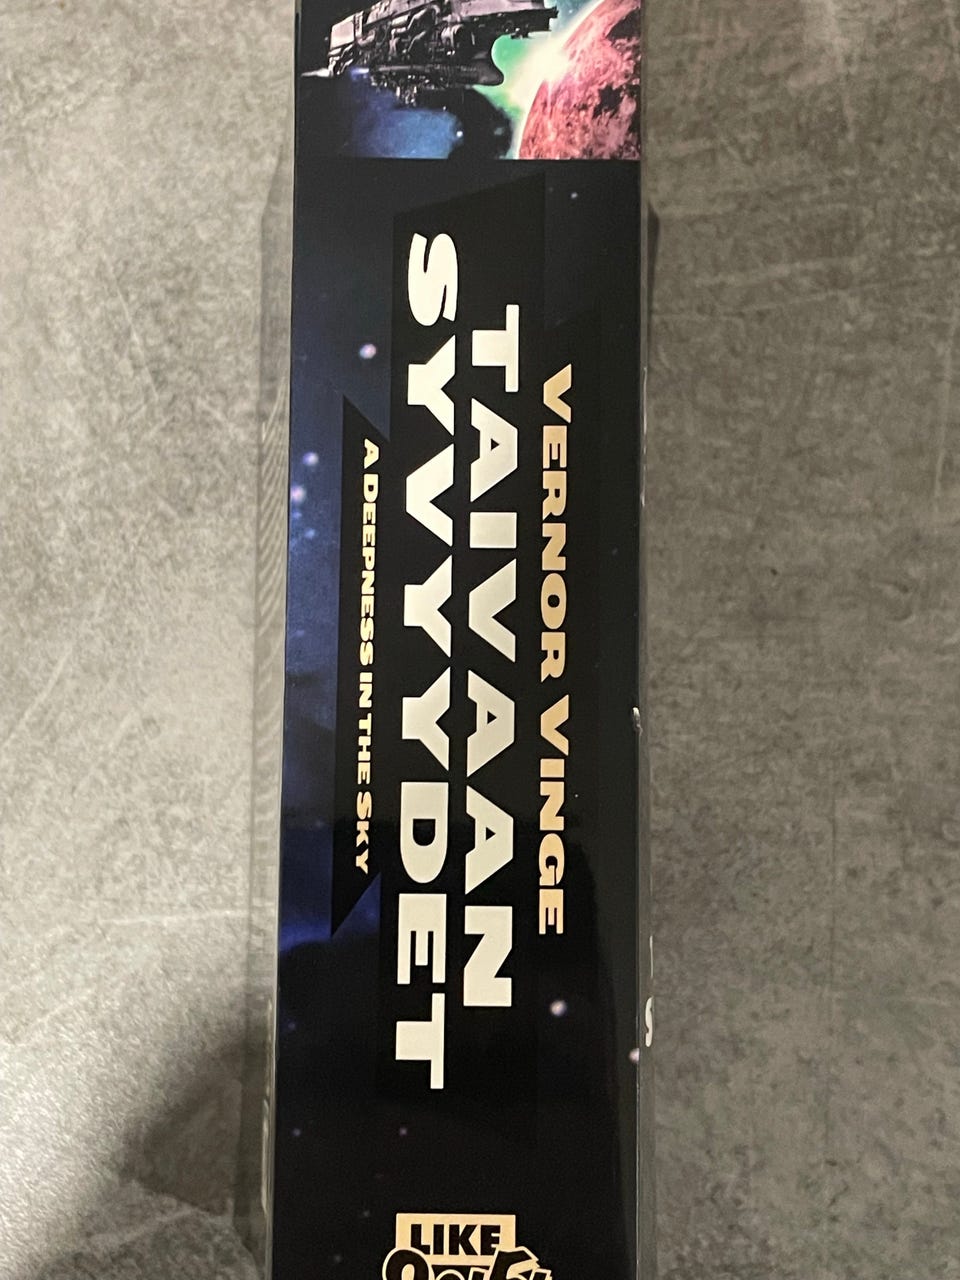 VERNOR VINGE
TAIVAAN
SYVYYDET
A DEEPNESS IN THE SKY
LIKE